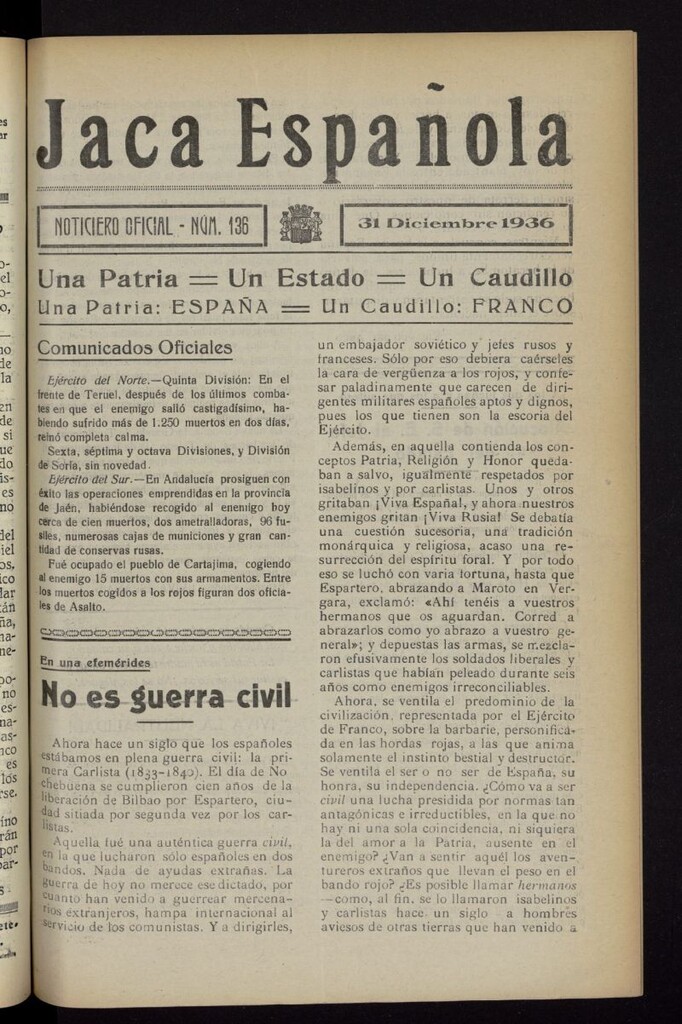 Jaca Española
NOTICIERO OFICIAL - NÚM. 136
31 Diciembre 1936
Una Patria = Un Estado = Un Caudillo
Una Patria: ESPAÑA = Un Caudillo: FRANCO
Comunicados Oficiales
Ejército del Norte.—Quinta División: En el
frente de Teruel, después de los últimos comba-
tes en que el enemigo salió castigadísimo, ha-
biendo sufrido más de 1.250 muertos en dos días,
reinó completa calma.
Sexta, séptima y octava Divisiones, y División
de Soria, sin novedad.
Ejército del Sur.—En Andalucía prosiguen con
éxito las operaciones emprendidas en la provincia
de Jaén, habiéndose recogido al enemigo hoy
cerca de cien muertos, dos ametralladoras, 96 fu-
siles, numerosas cajas de municiones y gran can-
tidad de conservas rusas.
Fué ocupado el pueblo de Cartajima, cogiendo
al enemigo 15 muertos con sus armamentos. Entre
los muertos cogidos a los rojos figuran dos oficia-
les de Asalto.
En una efemérides
No es guerra civil
Ahora hace un siglo que los españoles
estábamos en plena guerra civil: la pri-
mera Carlista (1833-1840). El día de No
chebuena se cumplieron cien años de la
liberación de Bilbao por Espartero, ciu-
dad sitiada por segunda vez por los car-
listas.
Aquella fué una auténtica guerra civil,
en la que lucharon sólo españoles en dos
bandos. Nada de ayudas extrañas. La
guerra de hoy no merece ese dictado, por
cuanto han venido a guerrear mercena-
rios extranjeros, hampa internacional al
servicio de los comunistas. Y a dirigirles,
un embajador soviético y jefes rusos y
franceses. Sólo por eso debiera caérseles
la cara de vergüenza a los rojos, y confe-
sar paladinamente que carecen de diri-
gentes militares españoles aptos y dignos,
pues los que tienen son la escoria del
Ejército.
Además, en aquella contienda los con-
ceptos Patria, Religión y Honor queda-
ban a salvo, igualmente respetados por
isabelinos y por carlistas. Unos y otros
gritaban ¡Viva España!, y ahora nuestros
enemigos gritan ¡Viva Rusia! Se debatía
una cuestión sucesoria, una tradición
monárquica y religiosa, acaso una re-
surrección del espíritu foral. Y por todo
eso se luchó con varia fortuna, hasta que
Espartero, abrazando a Maroto en Ver-
gara, exclamó: «Ahí tenéis a vuestros
hermanos que os aguardan. Corred a
abrazarlos como yo abrazo a vuestro ge-
neral»; y depuestas las armas, se mezcla-
ron efusivamente los soldados liberales y
carlistas que habían peleado durante seis
años como enemigos irreconciliables.
Ahora, se ventila el predominio de la
civilización, representada por el Ejército
de Franco, sobre la barbarie, personifica-
da en las hordas rojas, a las que anima
solamente el instinto bestial y destructor.
Se ventila el ser o no ser de España, su
honra, su independencia. ¿Cómo va a ser
civil una lucha presidida por normas tan
antagónicas e irreductibles, en la que no
hay ni una sola coincidencia, ni siquiera
la del amor a la Patria, ausente en el
enemigo? ¿Van a sentir aquél los aven-
tureros extraños que llevan el peso en el
bando rojo? ¿Es posible llamar hermanos
—como, al fin, se lo llamaron isabelinos
y carlistas hace un siglo a hombres
aviesos de otras tierras que han venido a